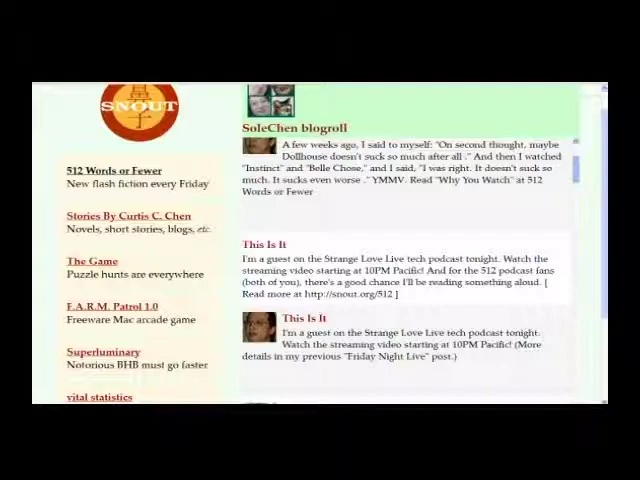 SNOUT
512 Words or Fewer
New flash fiction every Friday
Stories By Curtis C. Chen
Novels, short stories, blogs, etc.
The Game
Puzzle hunts are everywhere
F.A.R.M. Patrol 1.0
Freeware Mac arcade game
Superluminary
Notorious BHB must go faster
vital statistics
SoleChen blogroll
A few weeks ago, I said to myself: "On second thought, maybe
Dollhouse doesn't suck so much after all ." And then I watched
"Instinct" and "Belle Chose," and I said, "I was right. It doesn't suck so
much. It sucks even worse ." YMMV. Read "Why You Watch" at 512
Words or Fewer
This Is It
I'm a guest on the Strange Love Live tech podcast tonight. Watch the
streaming video starting at 10PM Pacific! And for the 512 podcast fans
(both of you), there's a good chance I'll be reading something aloud. [
Read more at http://snout.org/512 ]
This Is It
I'm a guest on the Strange Love Live tech podcast tonight.
Watch the streaming video starting at 10PM Pacific! (More
details in my previous "Friday Night Live" post.)